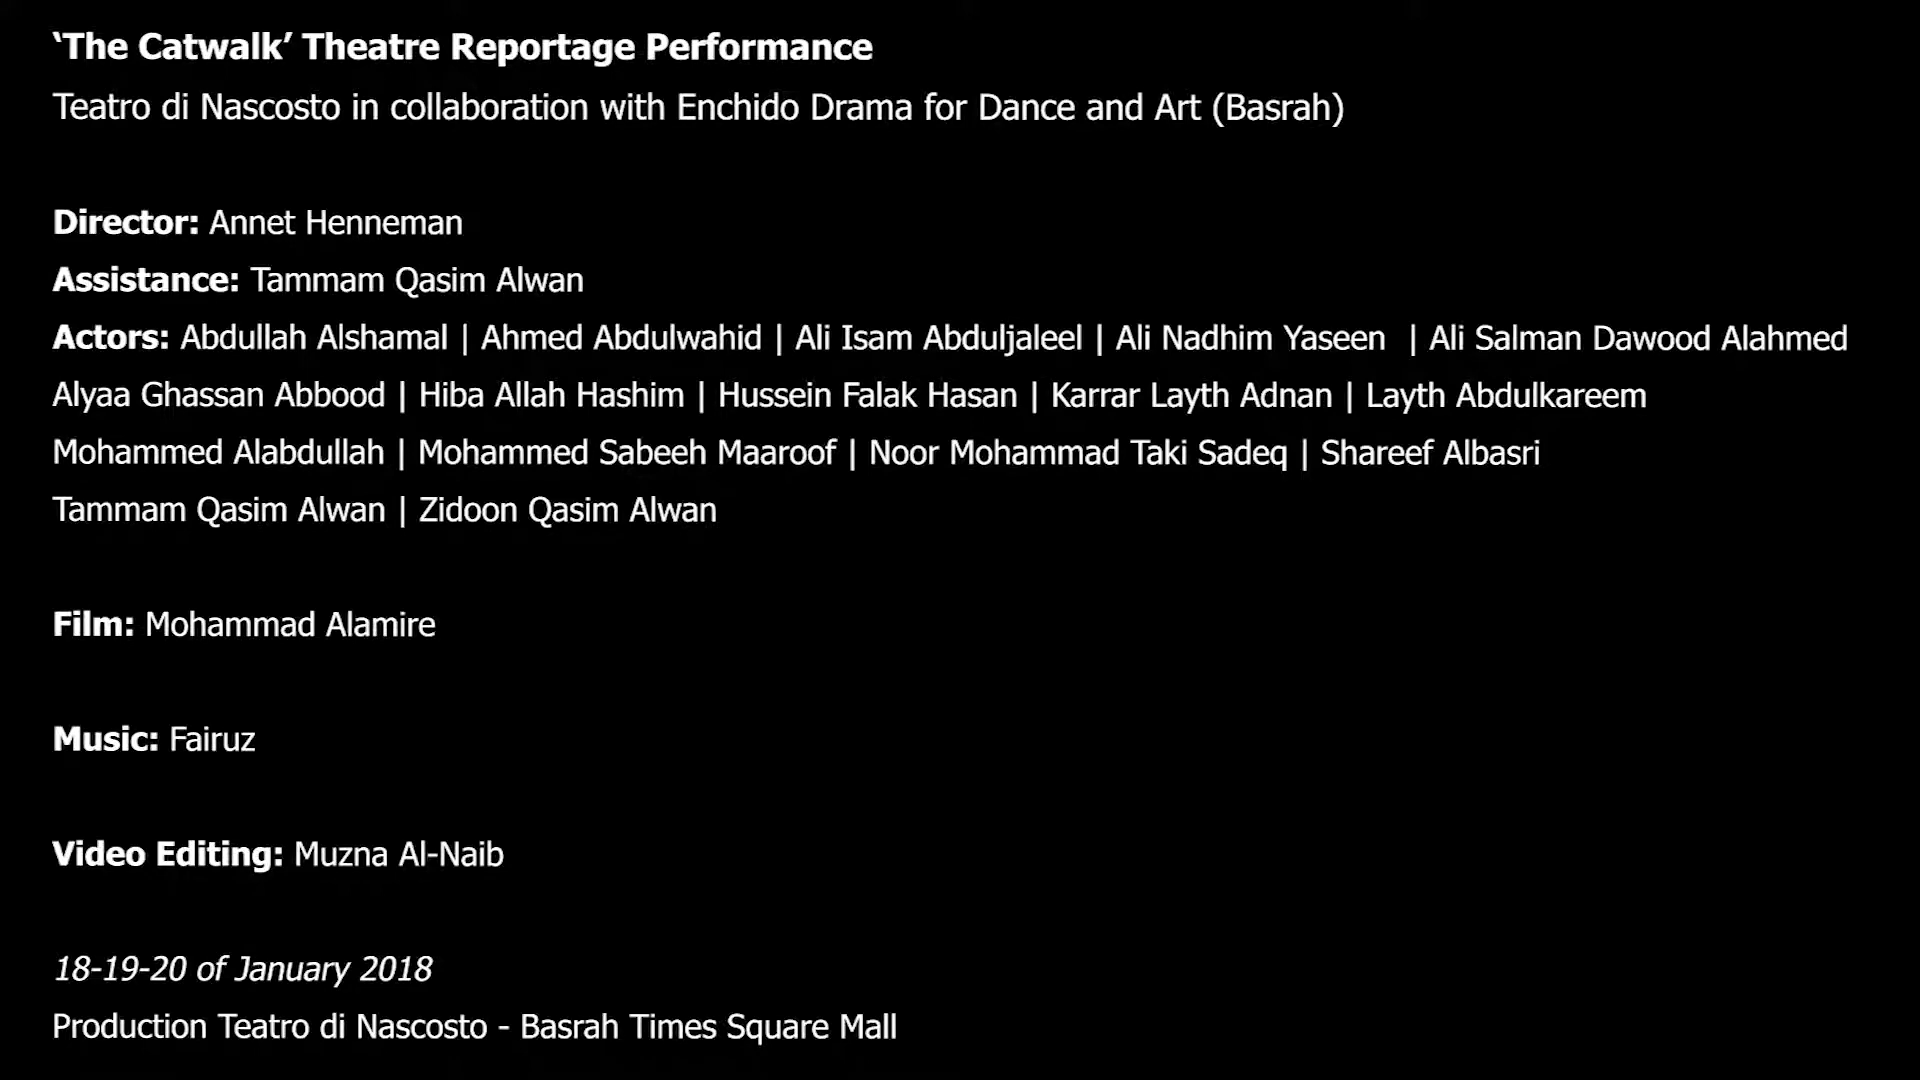 ‘The Catwalk’ Theatre Reportage Performance
Teatro di Nascosto in collaboration with Enchido Drama for Dance and Art (Basrah)
Director: Annet Henneman
Assistance: Tammam Qasim Alwan
Actors: Abdullah Alshamal | Ahmed Abdulwahid | Ali Isam Abduljaleel | Ali Nadhim Yaseen | Ali Salman Dawood Alahmed
Alyaa Ghassan Abbood | Hiba Allah Hashim | Hussein Falak Hasan | Karrar Layth Adnan | Layth Abdulkareem
Mohammed Alabdullah | Mohammed Sabeeh Maaroof | Noor Mohammad Taki Sadeq | Shareef Albasri
Tammam Qasim Alwan | Zidoon Qasim Alwan
Film: Mohammad Alamire
Music: Fairuz
Video Editing: Muzna Al-Naib
18-19-20 of January 2018
Production Teatro di Nascosto - Basrah Times Square Mall